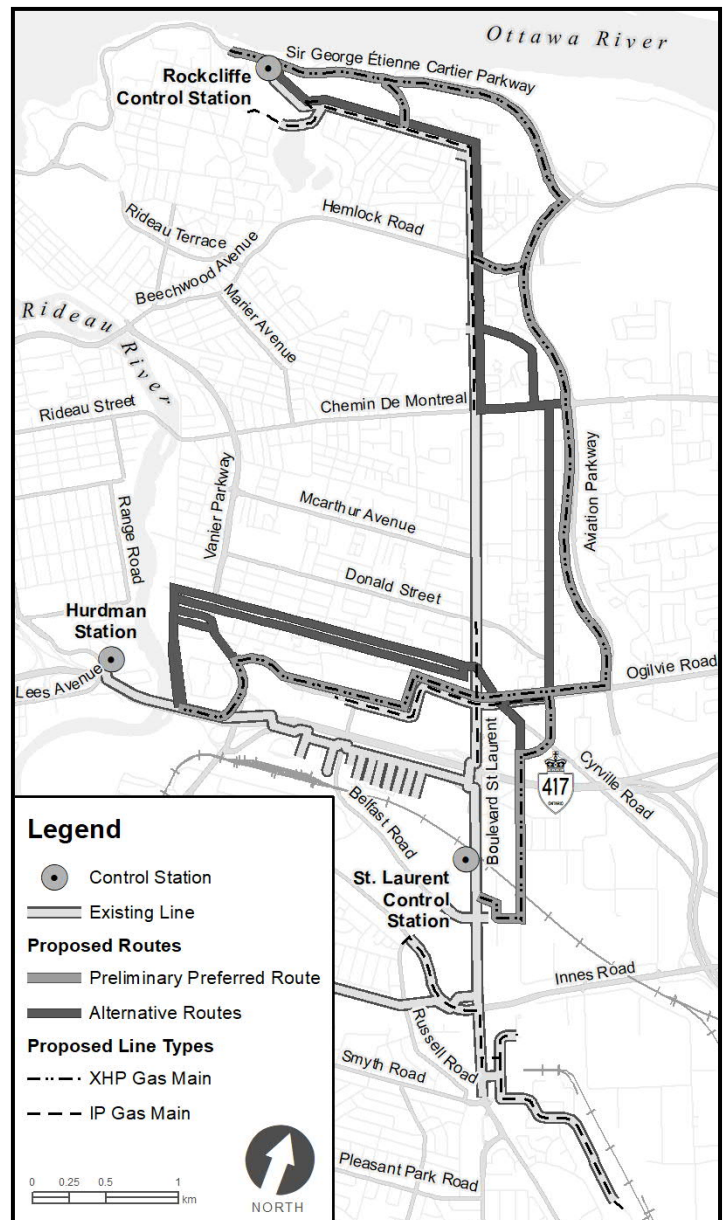 Ottawa River
Sir George Étienne Cartier Parkway
Rockcliffe
Control Station
Hemlock Road
Rideau Terrace
Beechwood Avenue
Marier Avenue
Rideau River
Rideau Street
Chemin De Montreal
Range Road
Vanier Parkway
Mcarthur Avenue
Aviation Parkway
Donald Street
Hurdman
Station
Lees Avenue
Ogilvie Road
Boulevard St Laurent
Cyrville Road
417
ONTARIO
Belfast Road
St. Laurent
Control
Station
Innes Road
Russell Road
Smyth Road
Pleasant Park Road
Legend
Control Station
Existing Line
Proposed Routes
Preliminary Preferred Route
Alternative Routes
Proposed Line Types
XHP Gas Main
IP Gas Main
0 0.25 0.5 1
km
NORTH